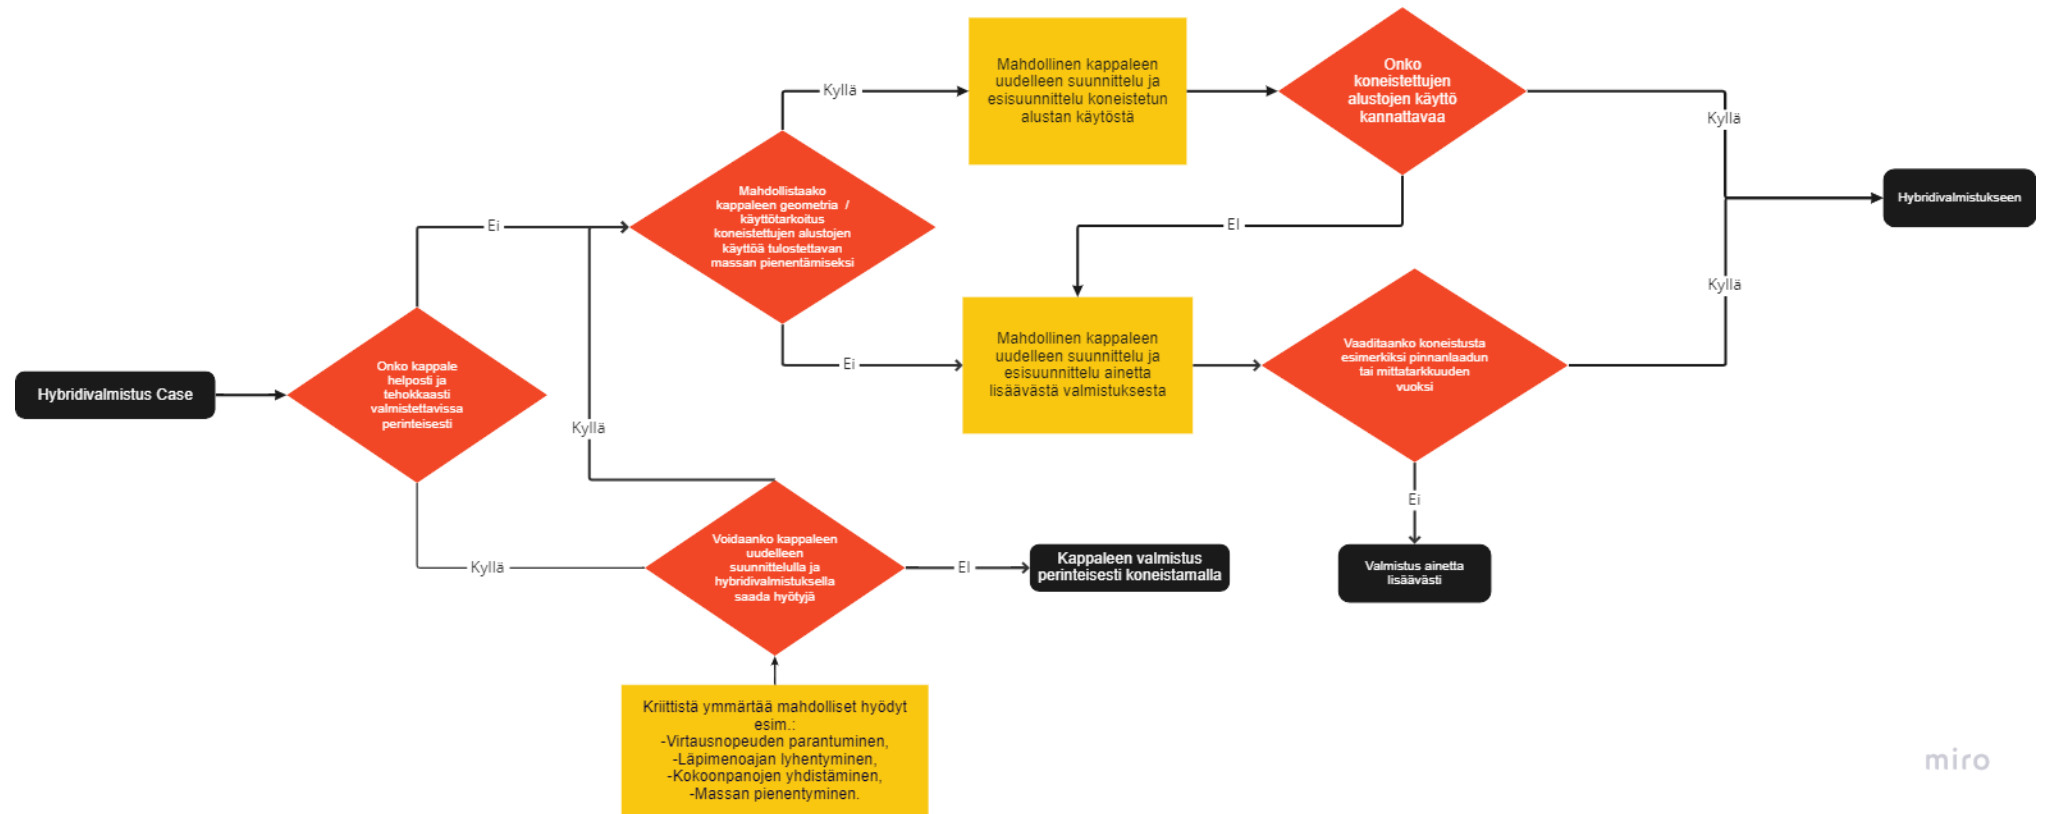 Hybridivalmistus Case
Onko kappale
helposti ja
tehokkaasti
valmistettavissa
perinteisesti
Ei
Kyllä
Mahdollistaako
kappaleen geometria /
käyttötarkoitus
koneistettujen alustojen
käyttöä tulostettavan
massan pienentämiseksi
Kyllä
Ei
Kyllä
Voidaanko kappaleen
uudelleen
suunnittelulla ja
hybridivalmistuksella
saada hyötyjä
EI
Kappaleen valmistus
perinteisesti koneistamalla
Kriittistä ymmärtää mahdolliset hyödyt
esim.:
-Virtausnopeuden parantuminen,
-Läpimenoajan lyhentyminen,
-Kokoonpanojen yhdistäminen,
-Massan pienentyminen.
Mahdollinen kappaleen
uudelleen suunnittelu ja
esisuunnittelu koneistetun
alustan käytöstä
Onko
koneistettujen
alustojen käyttö
kannattavaa
EI
Kyllä
Mahdollinen kappaleen
uudelleen suunnittelu ja
esisuunnittelu ainetta
lisäävästä valmistuksesta
Vaaditaanko koneistusta
esimerkiksi pinnanlaadun
tai mittatarkkuuden
vuoksi
Kyllä
Ei
Valmistus ainetta
lisäävästi
Hybridivalmistukseen
miro